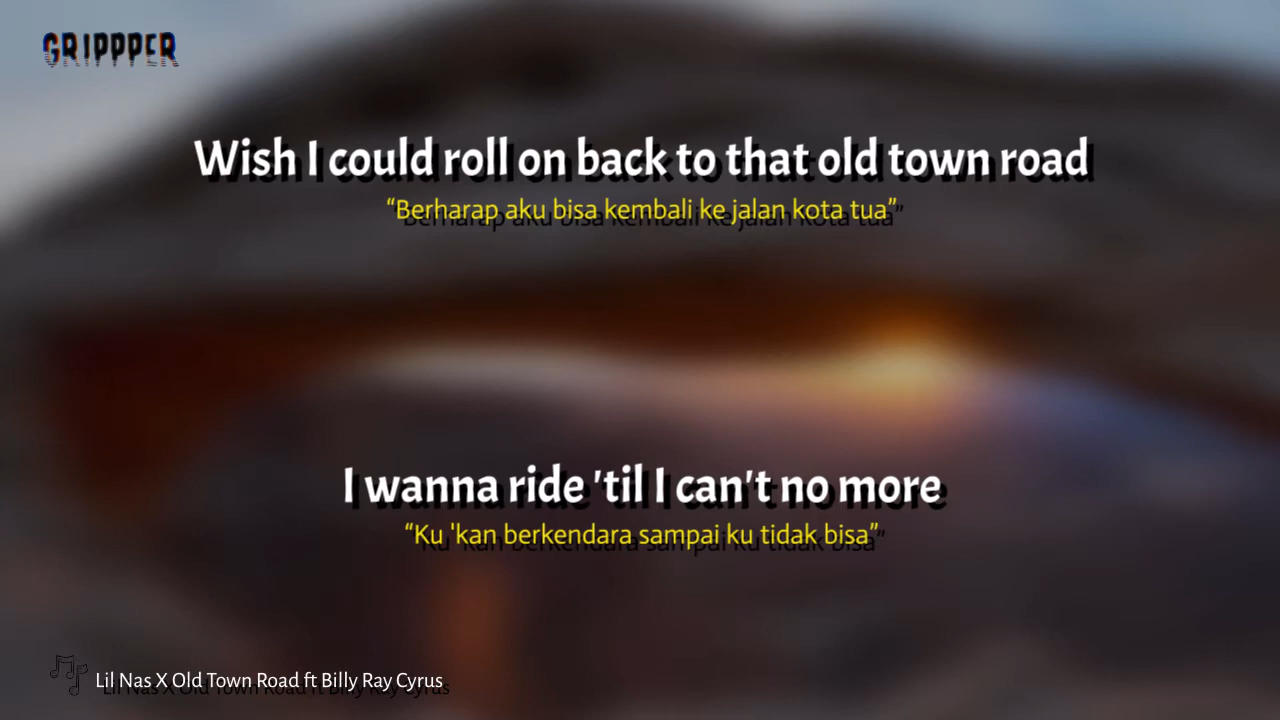 GRIPPPER
Wish I could roll on back to that old town road
“Berharap aku bisa kembali ke jalan kota tua”
I wanna ride 'til I can't no more
“Ku 'kan berkendara sampai ku tidak bisa”
Lil Nas X Old Town Road ft Billy Ray Cyrus